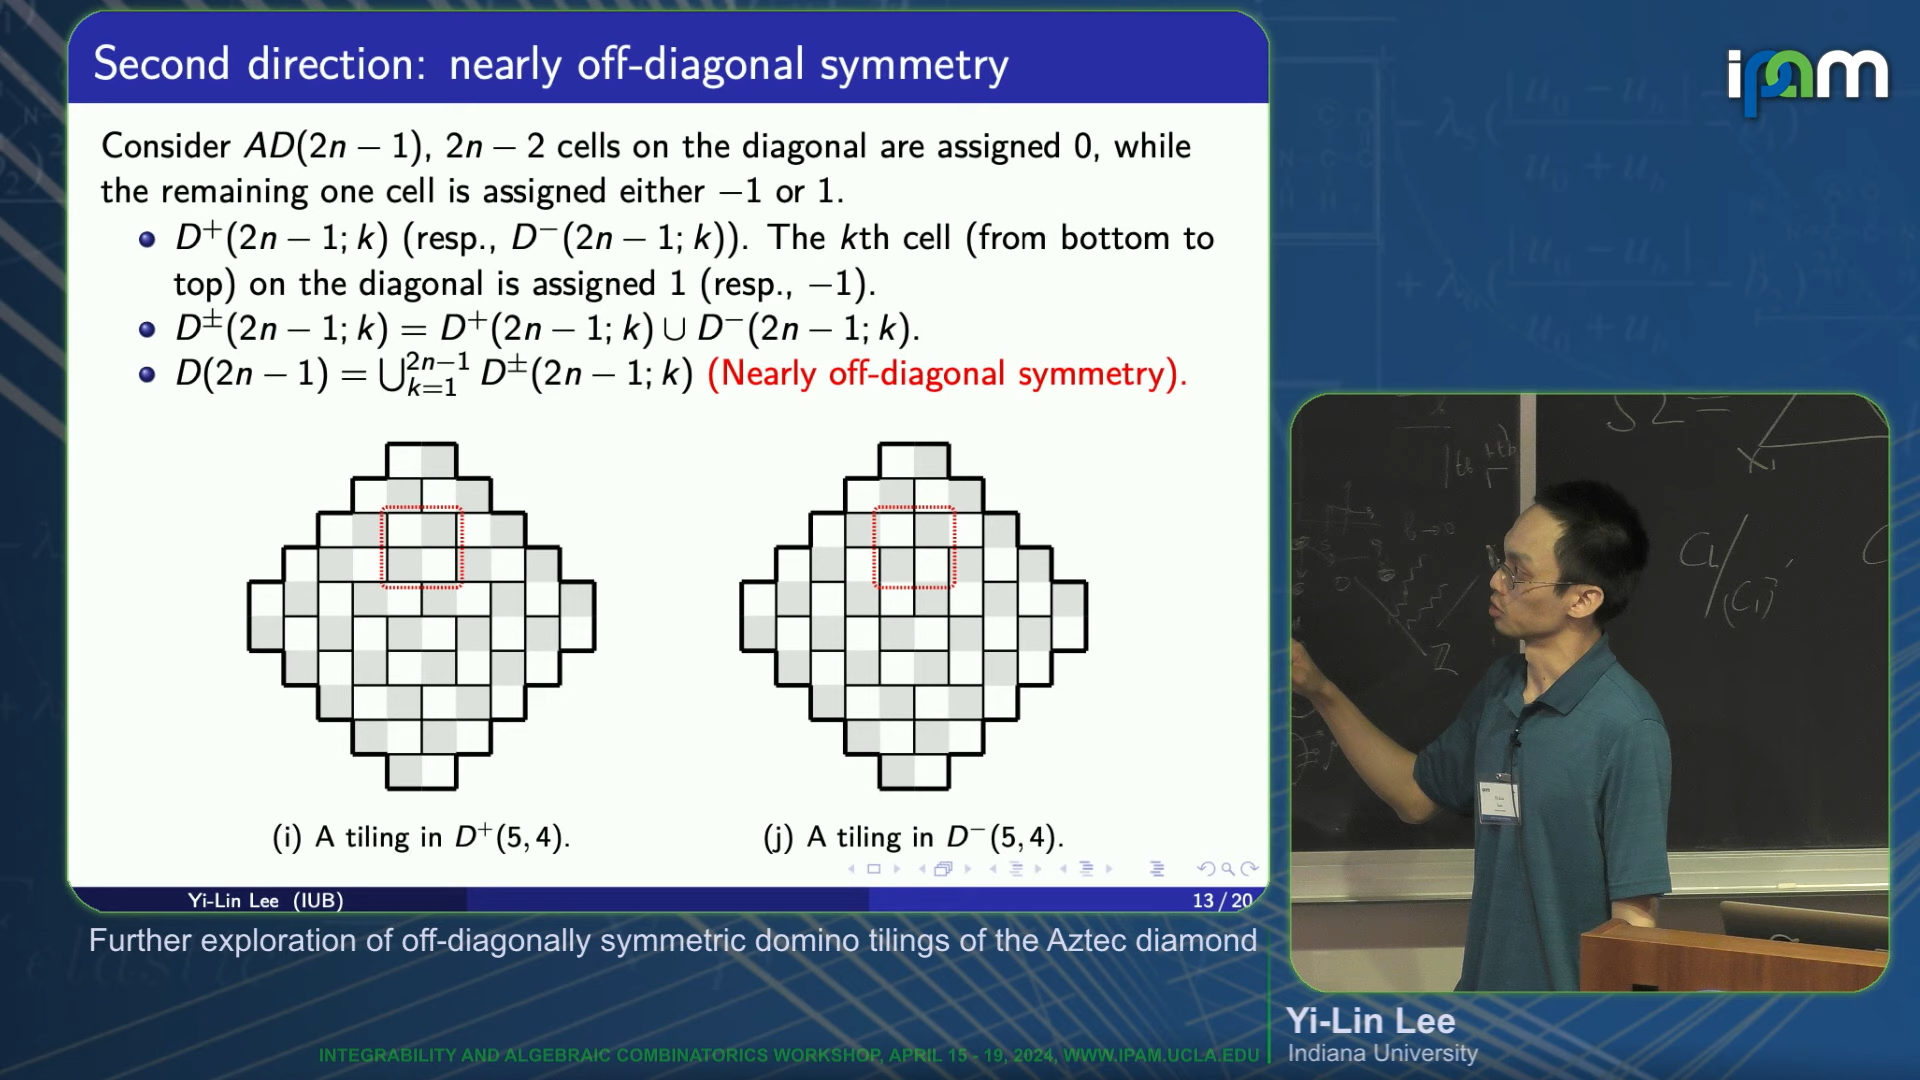 Second direction: nearly off-diagonal symmetry
Consider AD(2n − 1), 2n − 2 cells on the diagonal are assigned 0, while
the remaining one cell is assigned either −1 or 1.
D⁺(2n − 1; k) (resp., D⁻(2n − 1; k)). The kth cell (from bottom to
top) on the diagonal is assigned 1 (resp., −1).
D±(2n − 1; k) = D⁺(2n − 1; k) ∪ D⁻(2n − 1; k).
D(2n − 1) = ⋃_{k=1}^{2n−1} D±(2n − 1; k) (Nearly off-diagonal symmetry).
(i) A tiling in D⁺(5, 4).
(j) A tiling in D⁻(5, 4).
Yi-Lin Lee (IUB)
13 / 20
Further exploration of off-diagonally symmetric domino tilings of the Aztec diamond
ipam
Yi-Lin Lee
Indiana University
INTEGRABILITY AND ALGEBRAIC COMBINATORICS WORKSHOP, APRIL 15 - 19, 2024, WWW.IPAM.UCLA.EDU